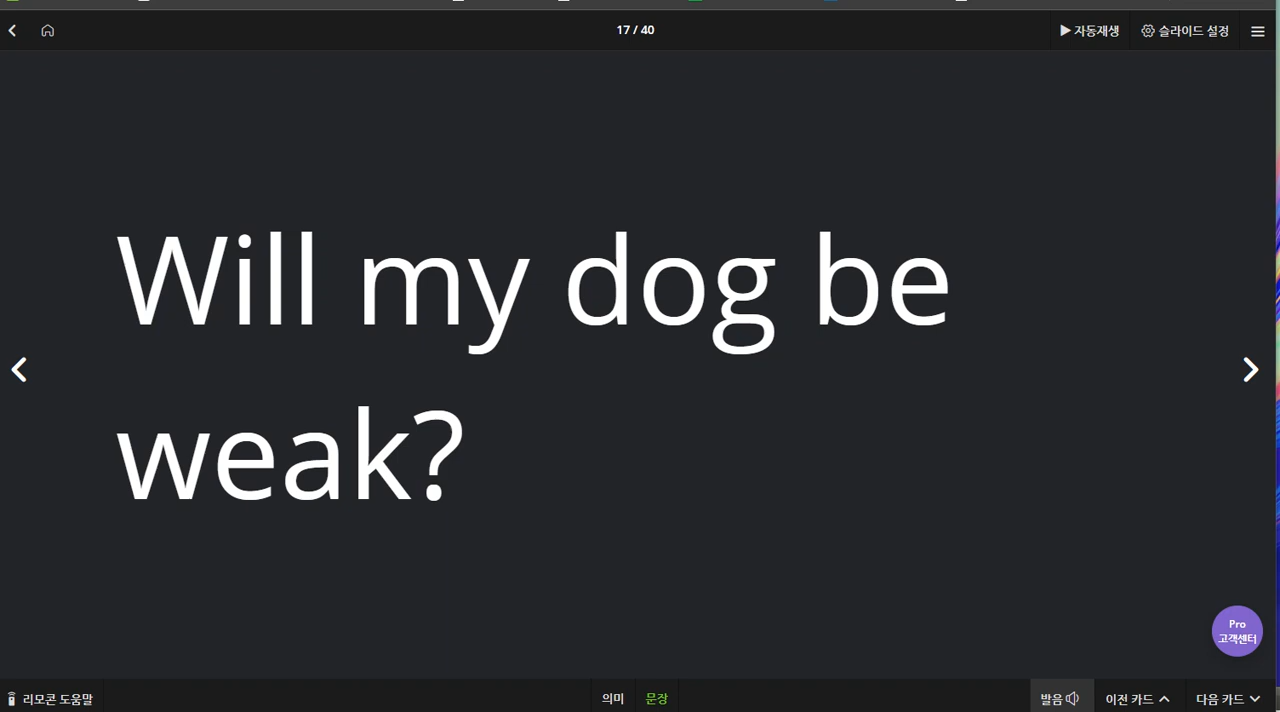 17 / 40
자동재생
슬라이드 설정
Will my dog be
weak?
Pro
고객센터
리모콘 도움말
의미
문장
발음
이전 카드
다음 카드